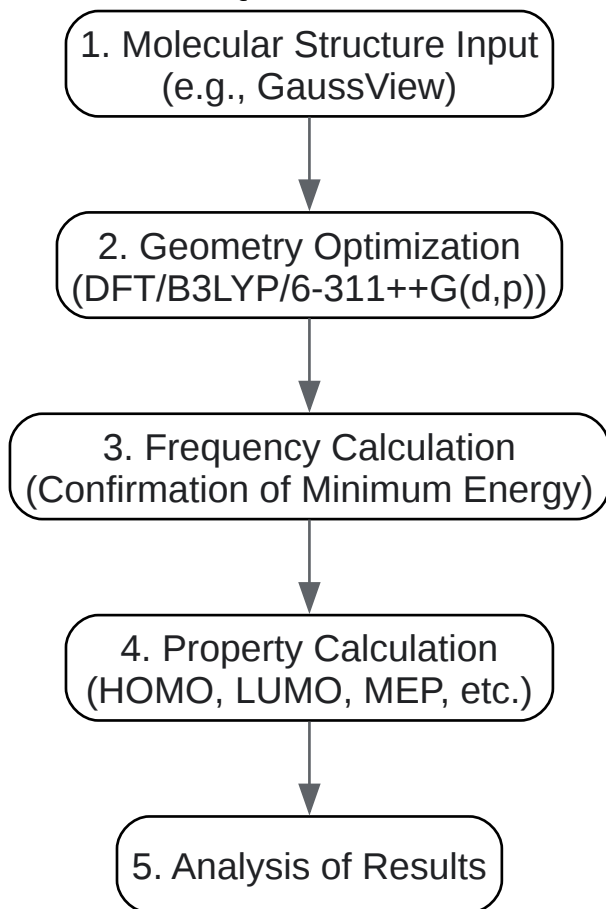 1. Molecular Structure Input
(e.g., GaussView)
2. Geometry Optimization
(DFT/B3LYP/6-311++G(d,p))
3. Frequency Calculation
(Confirmation of Minimum Energy)
4. Property Calculation
(HOMO, LUMO, MEP, etc.)
5. Analysis of Results